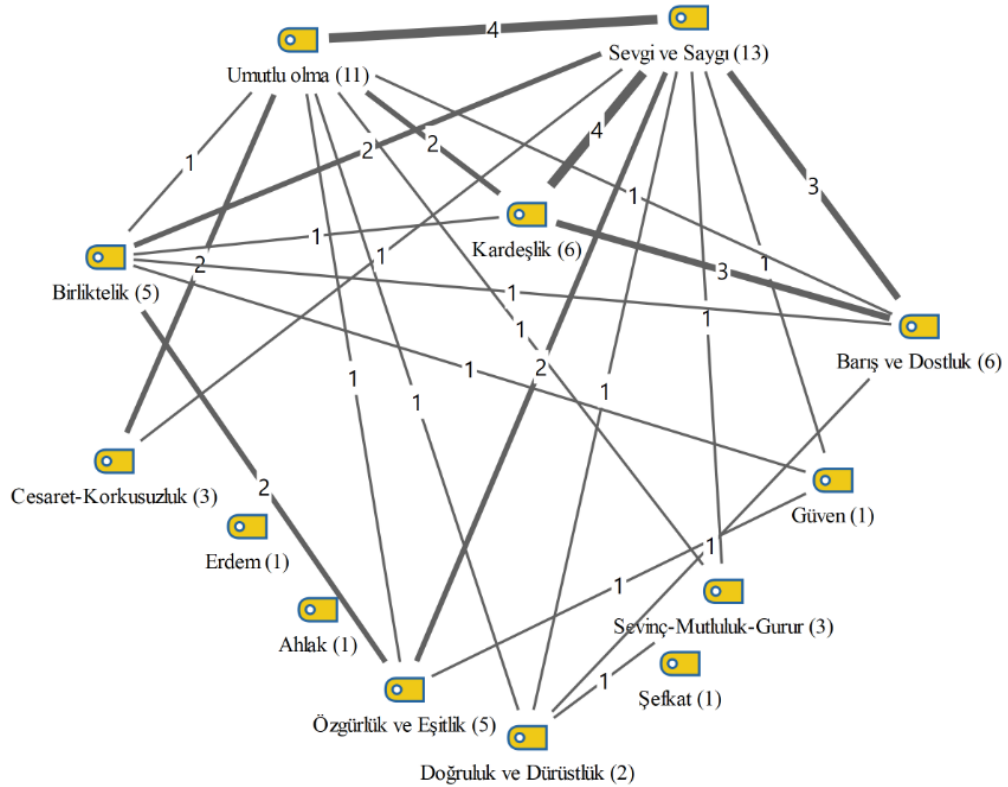 4
Sevgi ve Saygı (13)
Umutlu olma (11)
4
2
2
1
3
1
Kardeşlik (6)
1
1
2
3
1
Birliktelik (5)
1
1
1
1
Barış ve Dostluk (6)
1
2
1
1
1
Cesaret-Korkusuzluk (3)
2
Güven (1)
Erdem (1)
1
1
Sevinç-Mutluluk-Gurur (3)
Ahlak (1)
1
Şefkat (1)
Özgürlük ve Eşitlik (5)
Doğruluk ve Dürüstlük (2)